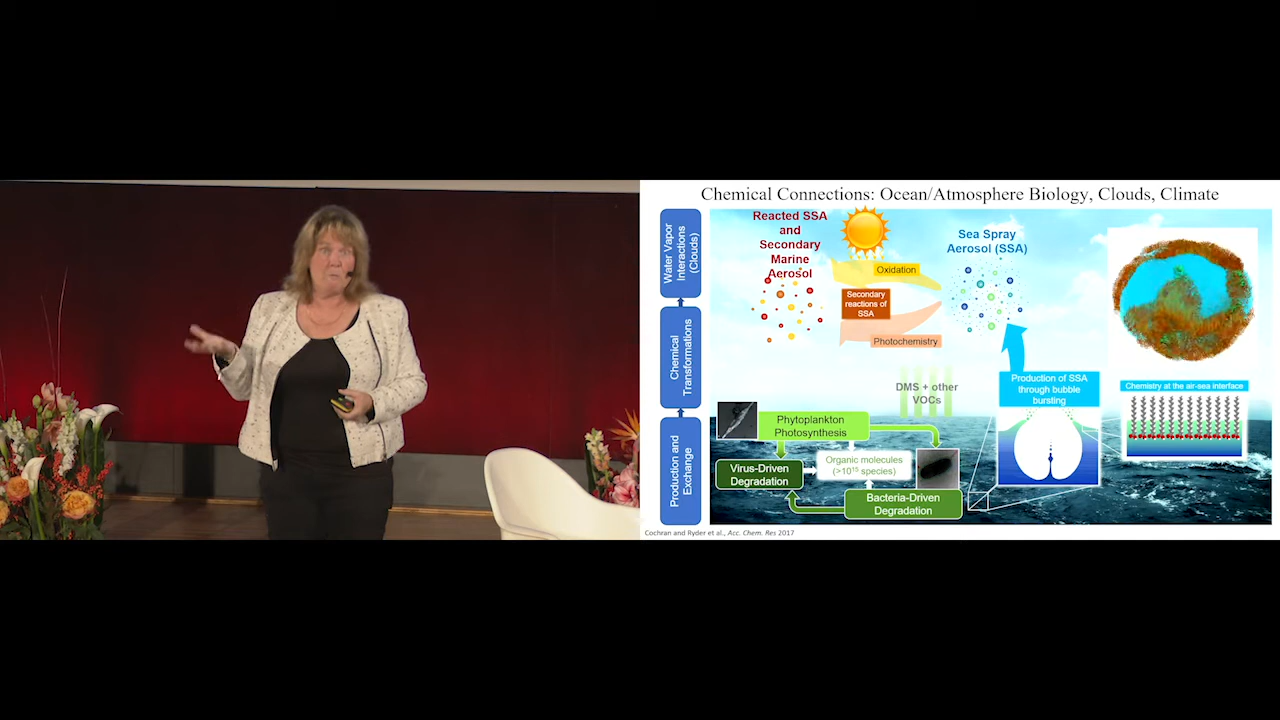 Chemical Connections: Ocean/Atmosphere Biology, Clouds, Climate
Water Vapor
Interactions
(Clouds)
Chemical
Transformations
Production and
Exchange
Reacted SSA
and
Secondary
Marine
Aerosol
Oxidation
Secondary
reactions of
SSA
Photochemistry
Sea Spray
Aerosol (SSA)
DMS + other
VOCs
Production of SSA
through bubble
bursting
Chemistry at the air-sea interface
Phytoplankton
Photosynthesis
Virus-Driven
Degradation
Organic molecules
(>10¹⁵ species)
Bacteria-Driven
Degradation
Cochran and Ryder et al., Acc. Chem. Res 2017